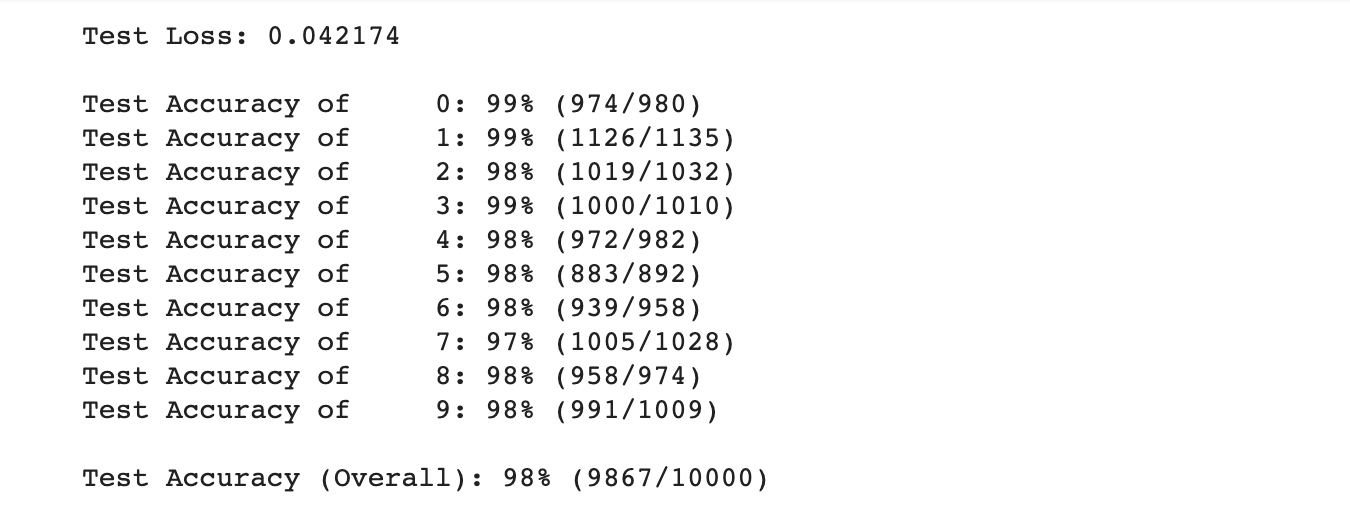 Test Loss: 0.042174
Test Accuracy of     0: 99% (974/980)
Test Accuracy of     1: 99% (1126/1135)
Test Accuracy of     2: 98% (1019/1032)
Test Accuracy of     3: 99% (1000/1010)
Test Accuracy of     4: 98% (972/982)
Test Accuracy of     5: 98% (883/892)
Test Accuracy of     6: 98% (939/958)
Test Accuracy of     7: 97% (1005/1028)
Test Accuracy of     8: 98% (958/974)
Test Accuracy of     9: 98% (991/1009)
Test Accuracy (Overall): 98% (9867/10000)